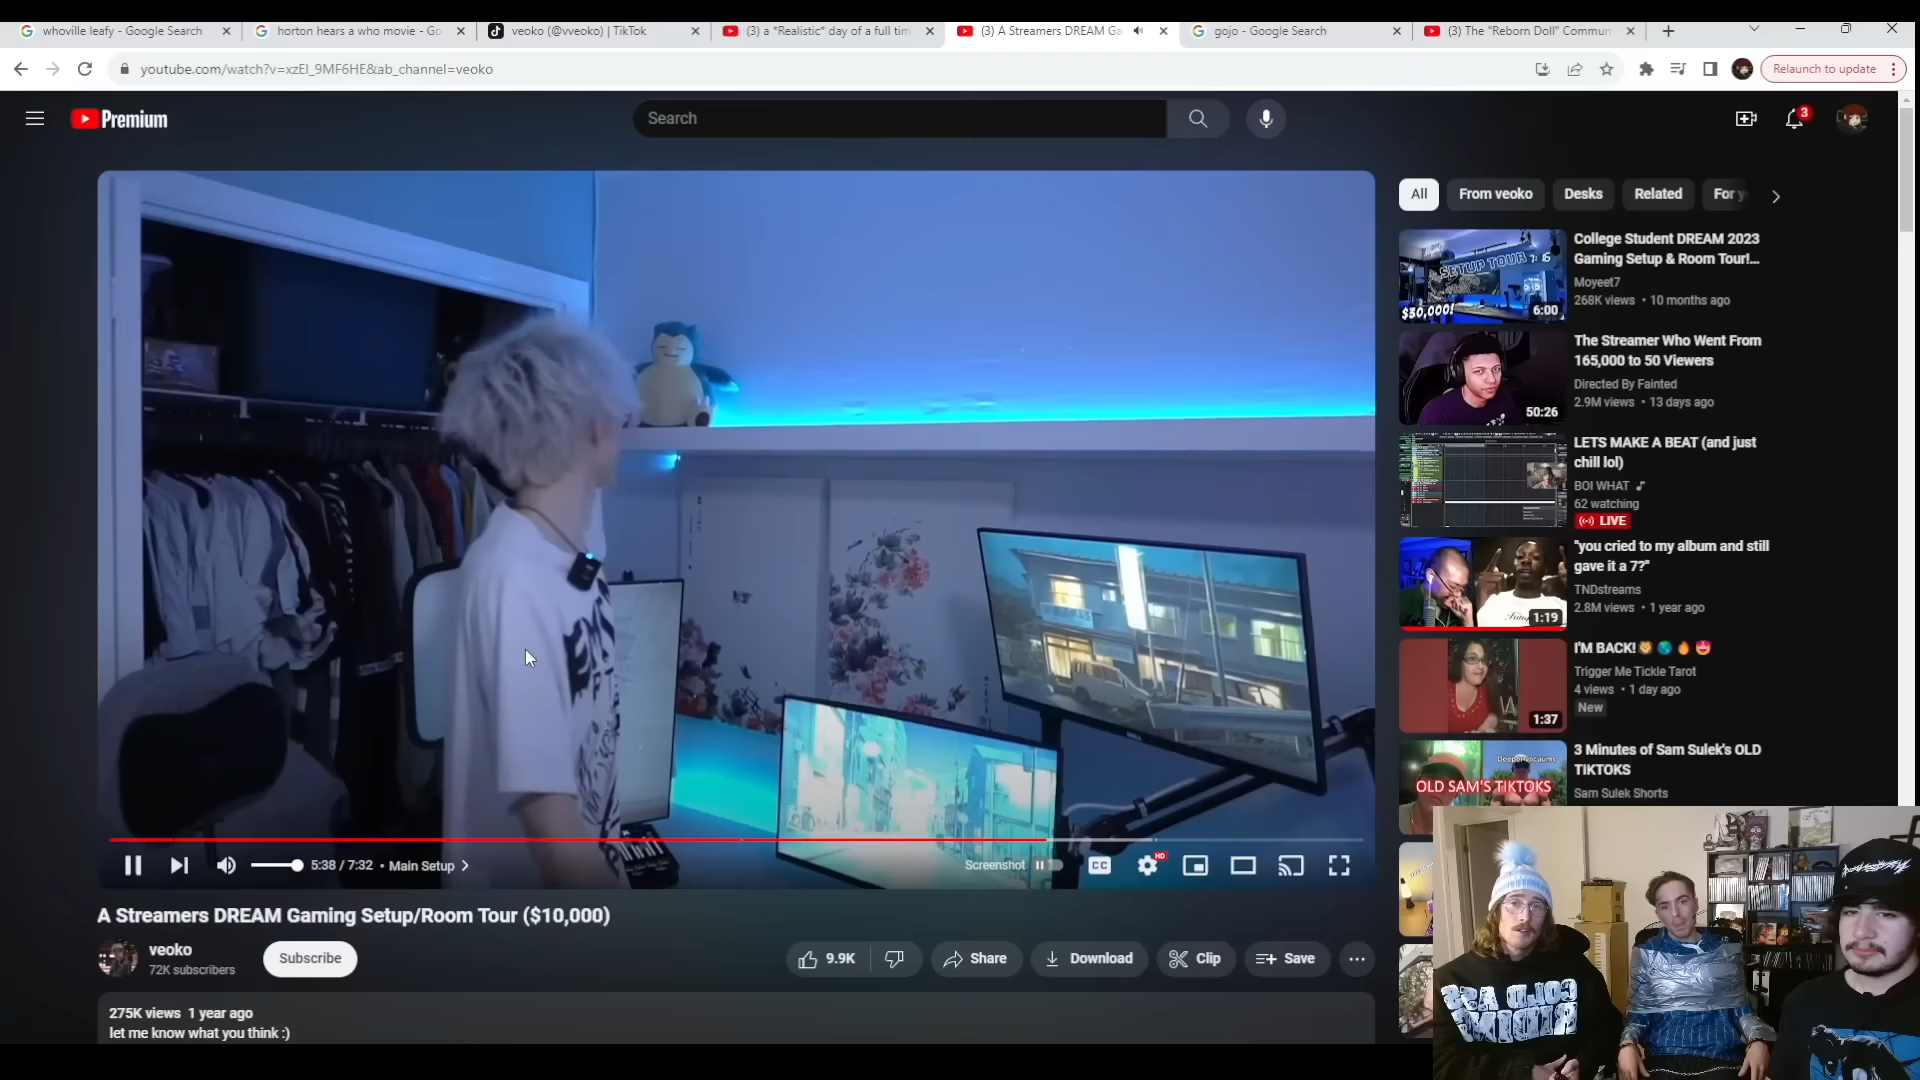 whoville leafy - Google Search
horton hears a who movie - Go
veoko (@vveoko) | TikTok
(3) a *Realistic* day of a full tim
(3) A Streamers DREAM Ga
gojo - Google Search
(3) The "Reborn Doll" Commun
youtube.com/watch?v=xzEl_9MF6HE&ab_channel=veoko
Relaunch to update
Premium
Search
3
All
From veoko
Desks
Related
For y
SETUP TOUR
$30,000!
6:00
College Student DREAM 2023
Gaming Setup & Room Tour!...
Moyeet7
268K views • 10 months ago
50:26
The Streamer Who Went From
165,000 to 50 Viewers
Directed By Fainted
2.9M views • 13 days ago
LETS MAKE A BEAT (and just
chill lol)
BOI WHAT
62 watching
LIVE
1:19
"you cried to my album and still
gave it a 7?"
TNDstreams
2.8M views • 1 year ago
1:37
I'M BACK!
Trigger Me Tickle Tarot
4 views • 1 day ago
New
OLD SAM'S TIKTOKS
3 Minutes of Sam Sulek's OLD
TIKTOKS
Sam Sulek Shorts
5:38 / 7:32 • Main Setup
Screenshot
CC
HD
A Streamers DREAM Gaming Setup/Room Tour ($10,000)
veoko
72K subscribers
Subscribe
9.9K
Share
Download
Clip
Save
275K views 1 year ago
let me know what you think :)
COLD ASS
RIDING